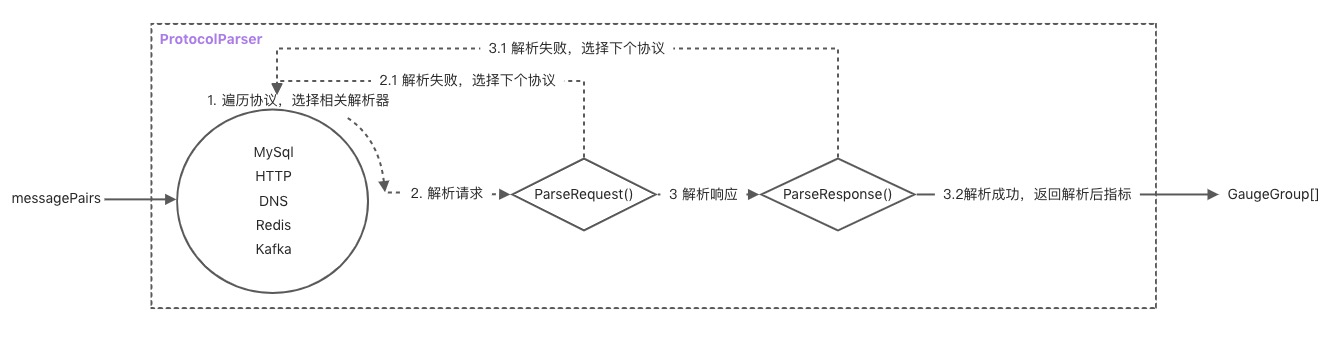 ProtocolParser
3.1 解析失败，选择下个协议
2.1 解析失败，选择下个协议
1. 遍历协议，选择相关解析器
MySql
HTTP
DNS
Redis
Kafka
messagePairs
2. 解析请求
ParseRequest()
3 解析响应
ParseResponse()
3.2解析成功，返回解析后指标
GaugeGroup[]